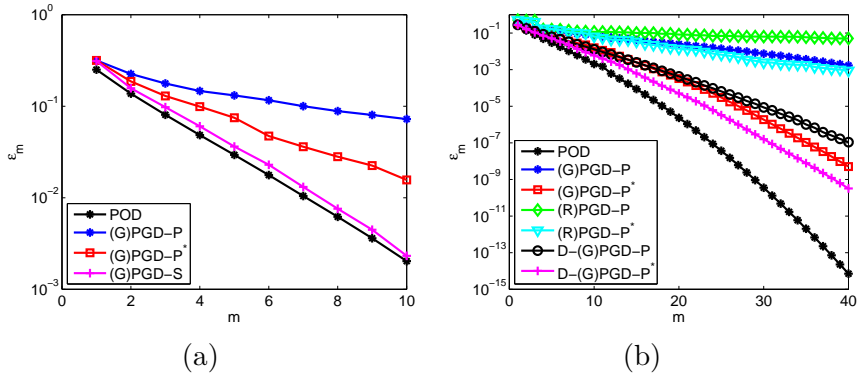 10^0
10^-1
10^-2
10^-3
ε_m
0 2 4 6 8 10
m
POD
(G)PGD-P
(G)PGD-P*
(G)PGD-S
(a)
10^-1
10^-3
10^-5
10^-7
10^-9
10^-11
10^-13
10^-15
ε_m
0 10 20 30 40
m
POD
(G)PGD-P
(G)PGD-P*
(R)PGD-P
(R)PGD-P*
D-(G)PGD-P
D-(G)PGD-P*
(b)